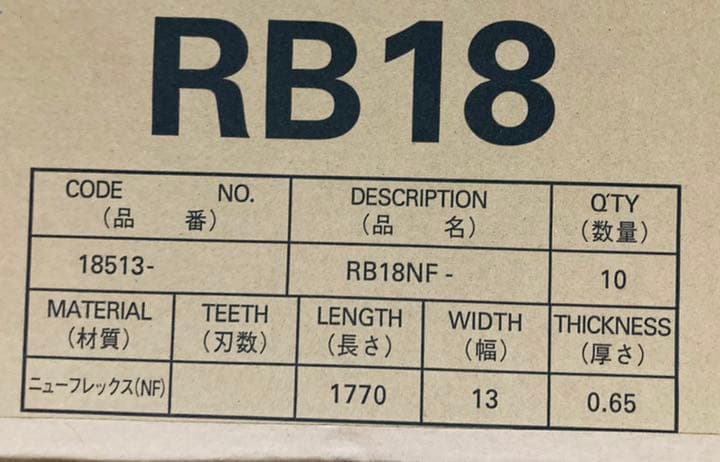 RB18
CODE NO. DESCRIPTION Q'TY
（品 番） （品 名） （数量）
18513- RB18NF - 10
MATERIAL TEETH LENGTH WIDTH THICKNESS
（材質） （刃数） （長さ） （幅） （厚さ）
ニューフレックス(NF) 1770 13 0.65